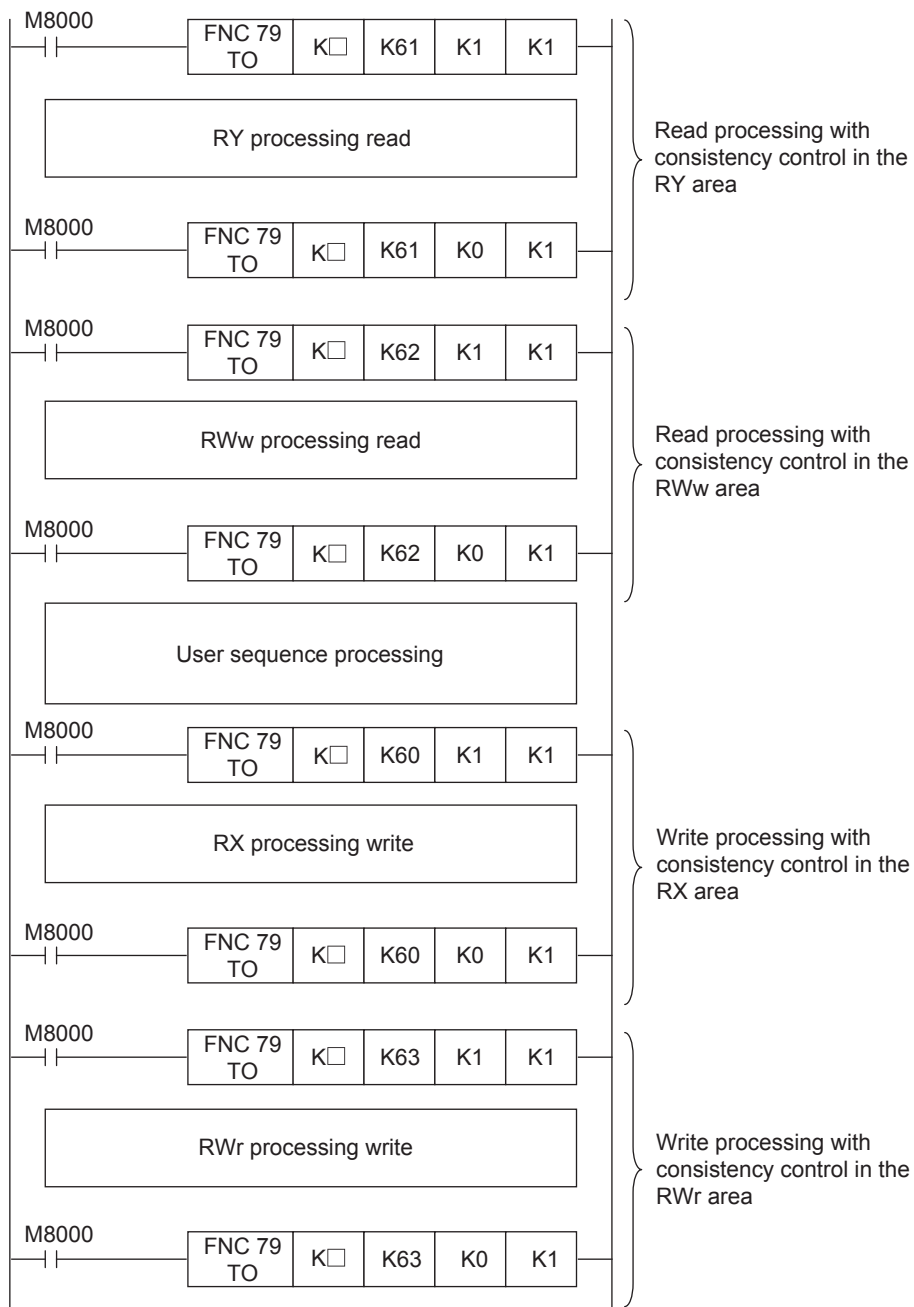 M8000
FNC 79
TO
K□ K61 K1 K1
RY processing read
Read processing with
consistency control in the
RY area
M8000
FNC 79
TO
K□ K61 K0 K1
M8000
FNC 79
TO
K□ K62 K1 K1
RWw processing read
Read processing with
consistency control in the
RWw area
M8000
FNC 79
TO
K□ K62 K0 K1
User sequence processing
M8000
FNC 79
TO
K□ K60 K1 K1
RX processing write
Write processing with
consistency control in the
RX area
M8000
FNC 79
TO
K□ K60 K0 K1
M8000
FNC 79
TO
K□ K63 K1 K1
RWr processing write
Write processing with
consistency control in the
RWr area
M8000
FNC 79
TO
K□ K63 K0 K1